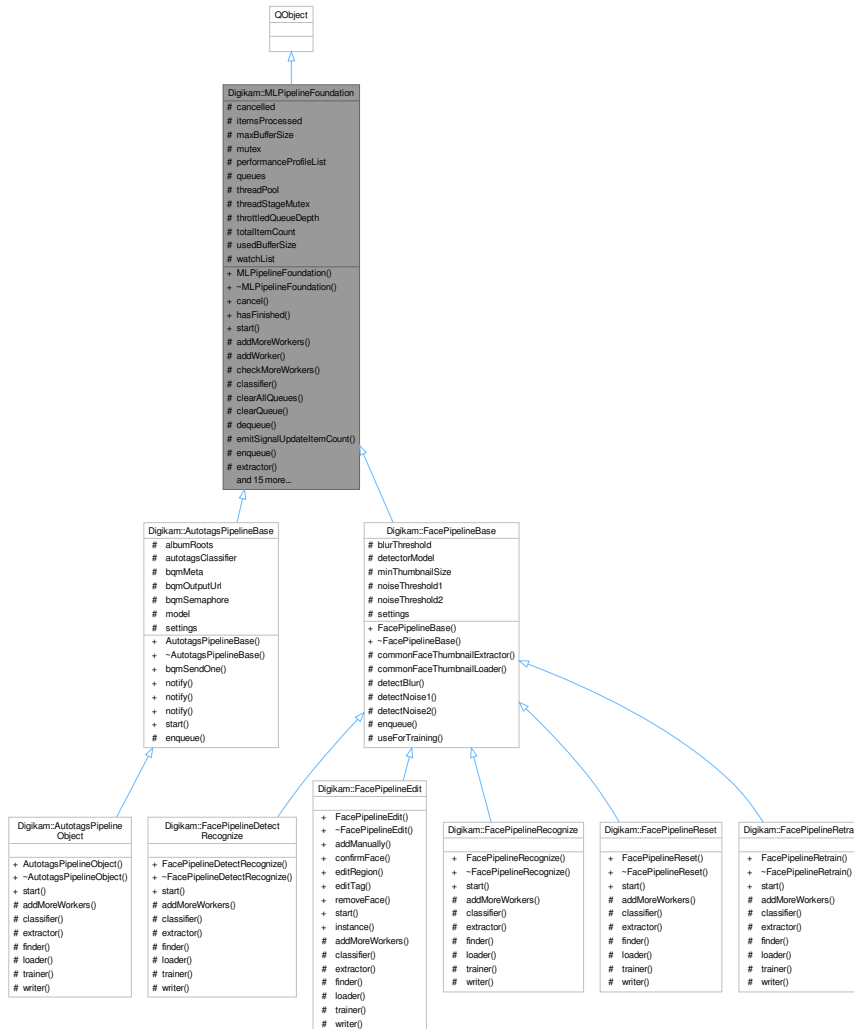 QObject
Digikam::MLPipelineFoundation
# cancelled
# itemsProcessed
# maxBufferSize
# mutex
# performanceProfileList
# queues
# threadPool
# threadStageMutex
# throttledQueueDepth
# totalItemCount
# usedBufferSize
# watchList
+ MLPipelineFoundation()
+ ~MLPipelineFoundation()
+ cancel()
+ hasFinished()
+ start()
# addMoreWorkers()
# addWorker()
# checkMoreWorkers()
# classifier()
# clearAllQueues()
# clearQueue()
# dequeue()
# emitSignalUpdateItemCount()
# enqueue()
# extractor()
and 15 more...
Digikam::AutotagsPipelineBase
# albumRoots
# autotagsClassifier
# bqmMeta
# bqmOutputUrl
# bqmSemaphore
# model
# settings
+ AutotagsPipelineBase()
+ ~AutotagsPipelineBase()
+ bqmSendOne()
+ notify()
+ notify()
+ notify()
+ start()
# enqueue()
Digikam::FacePipelineBase
# blurThreshold
# detectorModel
# minThumbnailSize
# noiseThreshold1
# noiseThreshold2
# settings
+ FacePipelineBase()
+ ~FacePipelineBase()
# commonFaceThumbnailExtractor()
# commonFaceThumbnailLoader()
# detectBlur()
# detectNoise1()
# detectNoise2()
# enqueue()
# useForTraining()
Digikam::AutotagsPipeline
Object
+ AutotagsPipelineObject()
+ ~AutotagsPipelineObject()
+ start()
# addMoreWorkers()
# classifier()
# extractor()
# finder()
# loader()
# trainer()
# writer()
Digikam::FacePipelineDetect
Recognize
+ FacePipelineDetectRecognize()
+ ~FacePipelineDetectRecognize()
+ start()
# addMoreWorkers()
# classifier()
# extractor()
# finder()
# loader()
# trainer()
# writer()
Digikam::FacePipelineEdit
+ FacePipelineEdit()
+ ~FacePipelineEdit()
+ addManually()
+ confirmFace()
+ editRegion()
+ editTag()
+ removeFace()
+ start()
+ instance()
# addMoreWorkers()
# classifier()
# extractor()
# finder()
# loader()
# trainer()
# writer()
Digikam::FacePipelineRecognize
+ FacePipelineRecognize()
+ ~FacePipelineRecognize()
+ start()
# addMoreWorkers()
# classifier()
# extractor()
# finder()
# loader()
# trainer()
# writer()
Digikam::FacePipelineReset
+ FacePipelineReset()
+ ~FacePipelineReset()
+ start()
# addMoreWorkers()
# classifier()
# extractor()
# finder()
# loader()
# trainer()
# writer()
Digikam::FacePipelineRetra
+ FacePipelineRetrain()
+ ~FacePipelineRetrain()
+ start()
# addMoreWorkers()
# classifier()
# extractor()
# finder()
# loader()
# trainer()
# writer()